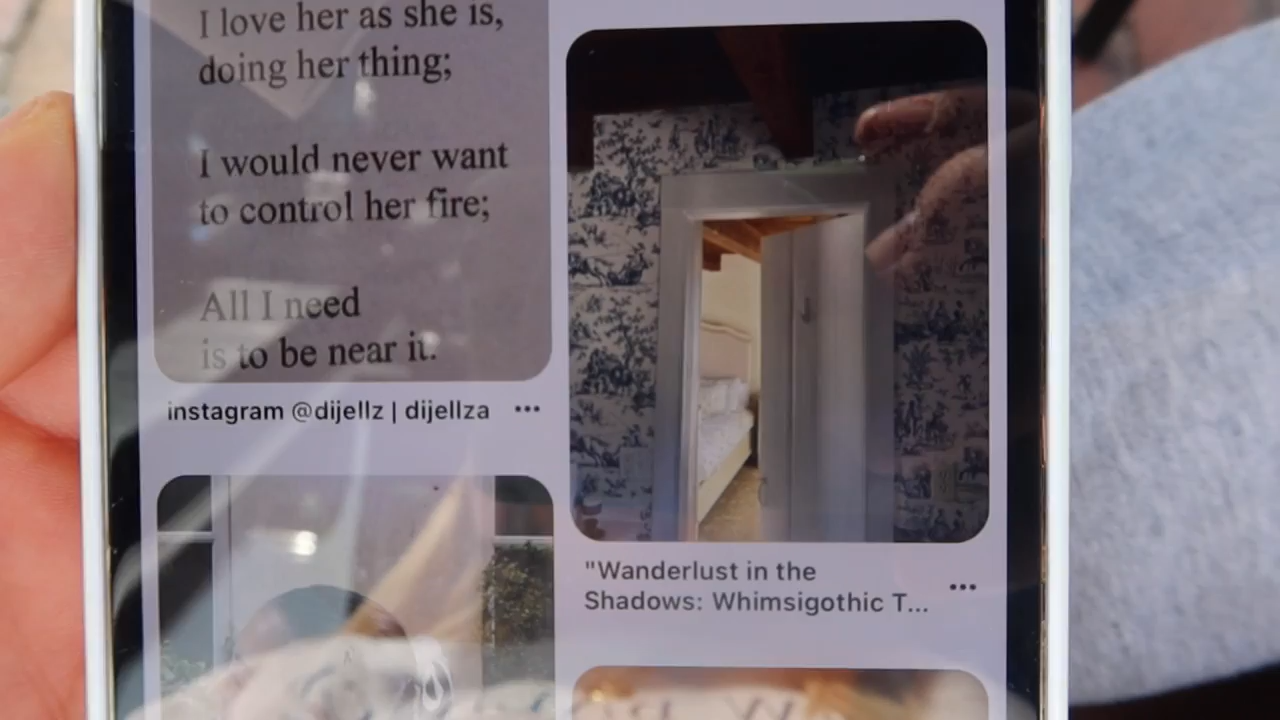 I love her as she is,
doing her thing;
I would never want
to control her fire;
All I need
is to be near it.
instagram @dijellz | dijellza
"Wanderlust in the
Shadows: Whimsigothic T...